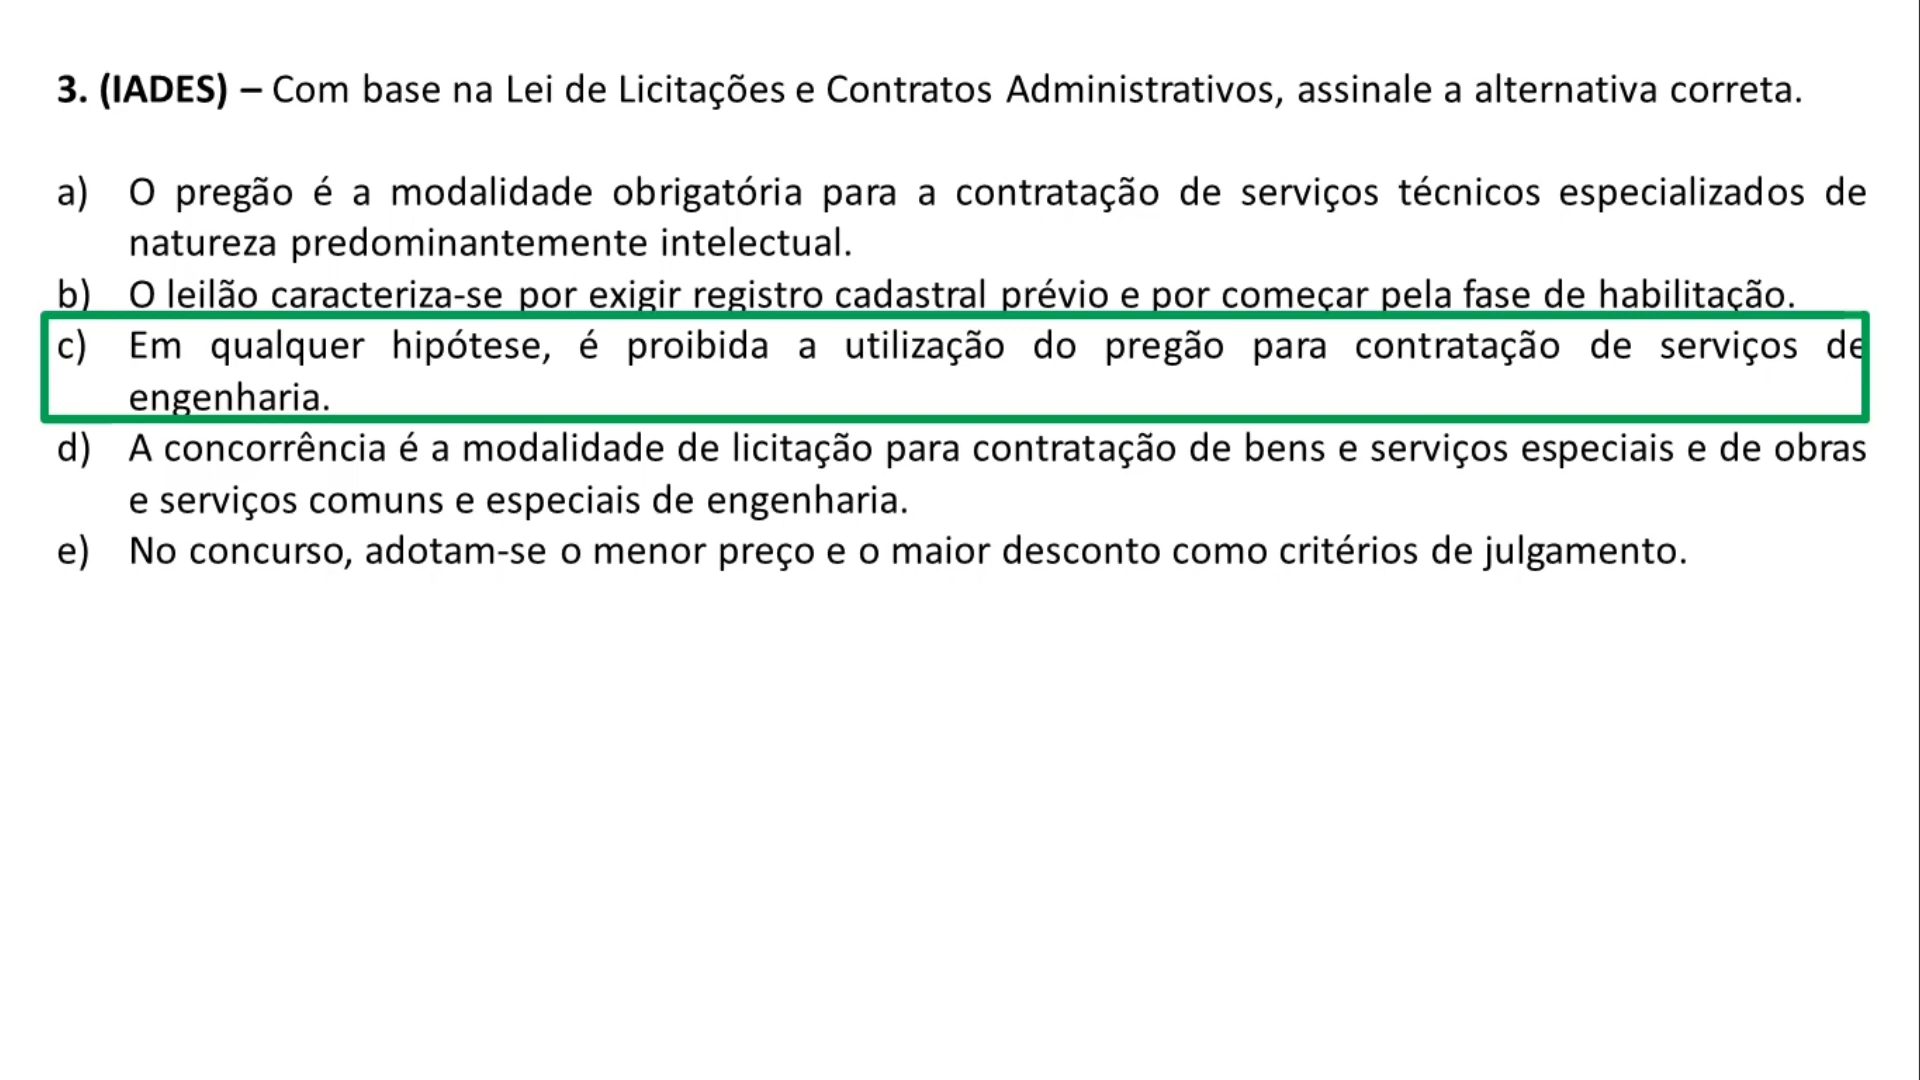 3. (IADES) – Com base na Lei de Licitações e Contratos Administrativos, assinale a alternativa correta.
a) O pregão é a modalidade obrigatória para a contratação de serviços técnicos especializados de
natureza predominantemente intelectual.
b) O leilão caracteriza-se por exigir registro cadastral prévio e por começar pela fase de habilitação.
c) Em qualquer hipótese, é proibida a utilização do pregão para contratação de serviços de
engenharia.
d) A concorrência é a modalidade de licitação para contratação de bens e serviços especiais e de obras
e serviços comuns e especiais de engenharia.
e) No concurso, adotam-se o menor preço e o maior desconto como critérios de julgamento.